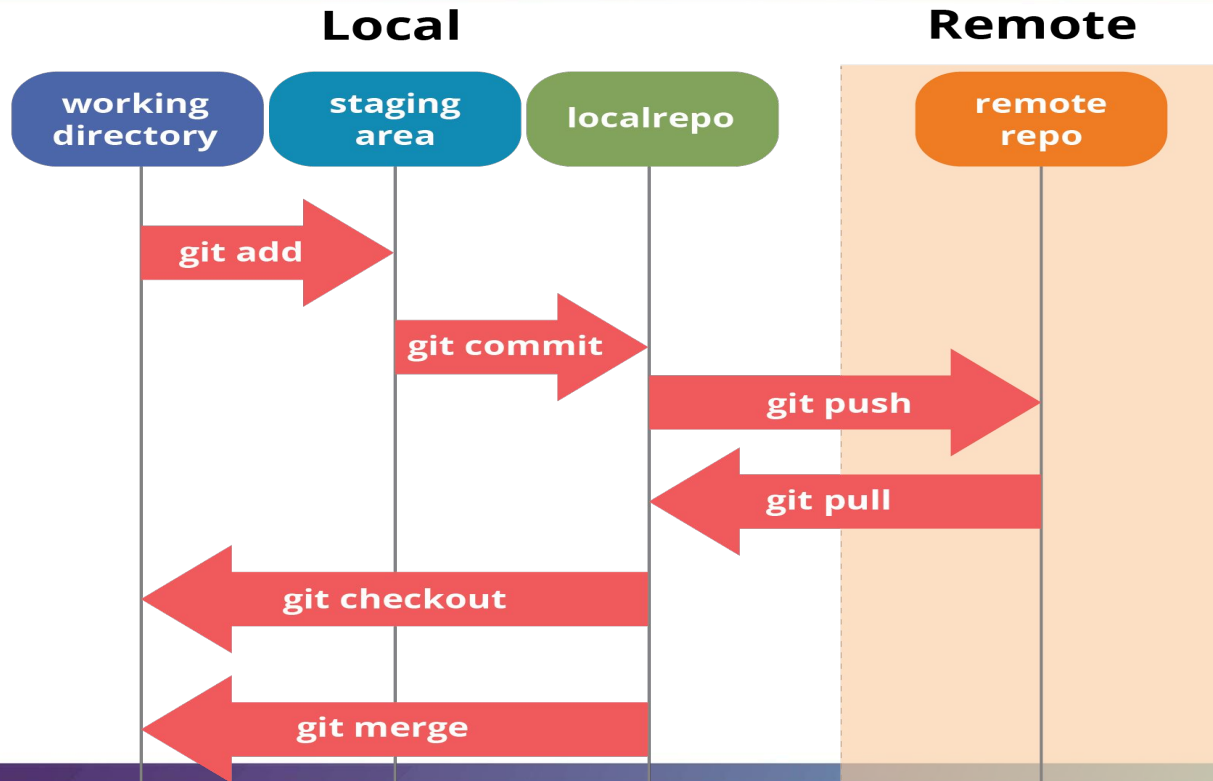 Local
Remote
working
directory
staging
area
localrepo
remote
repo
git add
git commit
git push
git pull
git checkout
git merge